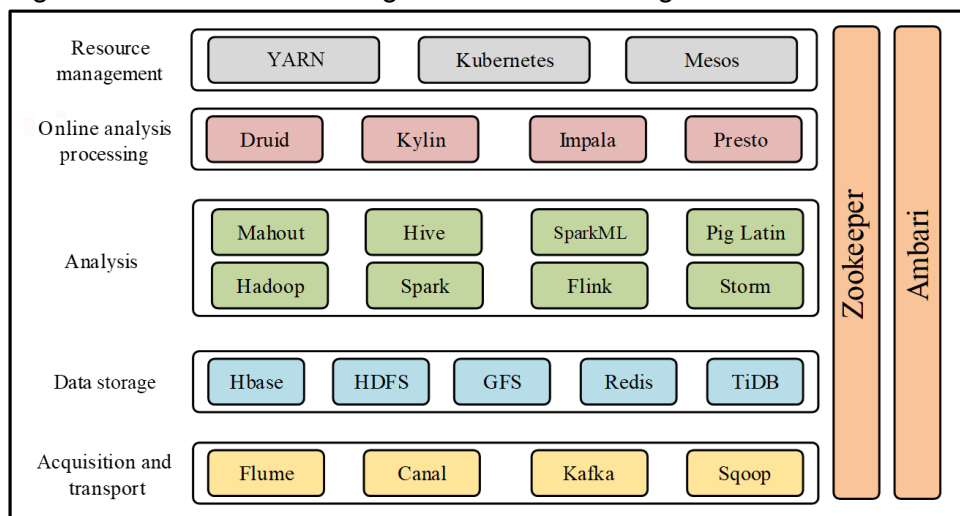 Resource
management
YARN
Kubernetes
Mesos
Online analysis
processing
Druid
Kylin
Impala
Presto
Analysis
Mahout
Hive
SparkML
Pig Latin
Hadoop
Spark
Flink
Storm
Data storage
Hbase
HDFS
GFS
Redis
TiDB
Acquisition and
transport
Flume
Canal
Kafka
Sqoop
Zookeeper
Ambari